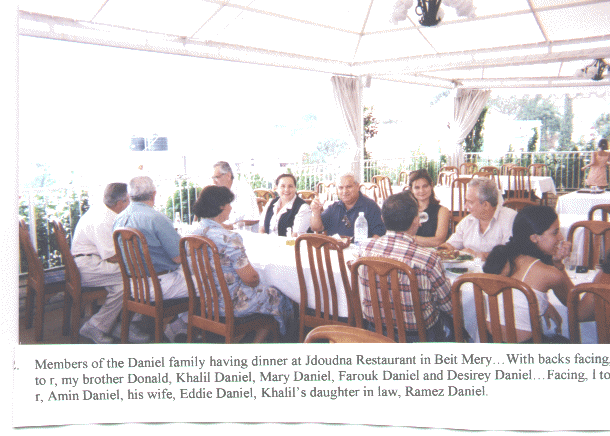 Members of the Daniel family having dinner at Jdoudna Restaurant in Beit Mery…With backs facing,
to r, my brother Donald, Khalil Daniel, Mary Daniel, Farouk Daniel and Desirey Daniel…Facing, l to
r, Amin Daniel, his wife, Eddie Daniel, Khalil's daughter in law, Ramez Daniel.